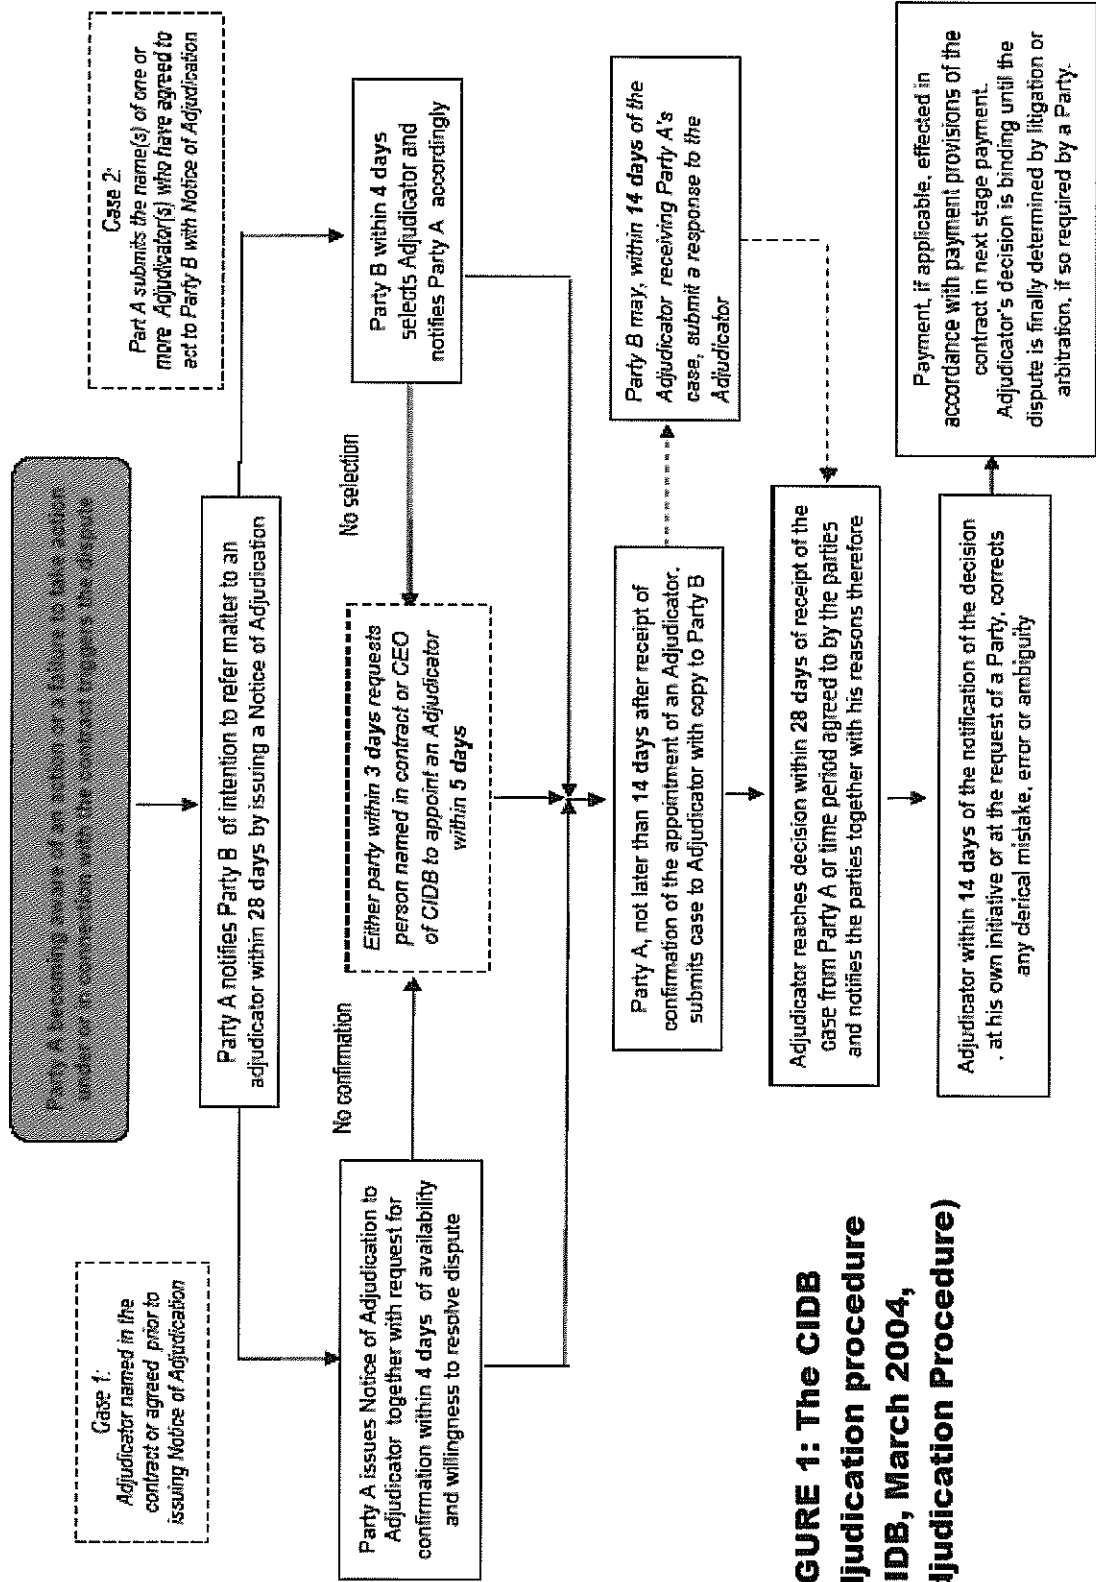 Party A becoming aware of an action or a failure to take action
under or in connection with the contract triggers the dispute
Case 1:
Adjudicator named in the
contract or agreed prior to
issuing Notice of Adjudication
Case 2:
Part A submits the name(s) of one or
more Adjudicator(s) who have agreed to
act to Party B with Notice of Adjudication
Party A notifies Party B of intention to refer matter to an
adjudicator within 28 days by issuing a Notice of Adjudication
Party A issues Notice of Adjudication to
Adjudicator together with request for
confirmation within 4 days of availability
and willingness to resolve dispute
No confirmation
Either party within 3 days requests
person named in contract or CEO
of CIDB to appoint an Adjudicator
within 5 days
No selection
Party B within 4 days
selects Adjudicator and
notifies Party A accordingly
Party A, not later than 14 days after receipt of
confirmation of the appointment of an Adjudicator,
submits case to Adjudicator with copy to Party B
Party B may, within 14 days of the
Adjudicator receiving Party A's
case, submit a response to the
Adjudicator
Adjudicator reaches decision within 28 days of receipt of the
case from Party A or time period agreed to by the parties
and notifies the parties together with his reasons therefore
Adjudicator within 14 days of the notification of the decision
, at his own initiative or at the request of a Party, corrects
any clerical mistake, error or ambiguity
Payment, if applicable, effected in
accordance with payment provisions of the
contract in next stage payment.
Adjudicator's decision is binding until the
dispute is finally determined by litigation or
arbitration, if so required by a Party.
GURE 1: The CIDB
ljudication procedure
IDB, March 2004,
ljudication Procedure)